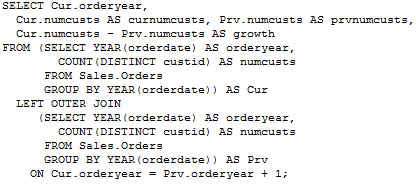 SELECT Cur.orderyear,
  Cur.numcusts AS curnumcusts, Prv.numcusts AS prvnumcusts,
  Cur.numcusts - Prv.numcusts AS growth
FROM (SELECT YEAR(orderdate) AS orderyear,
        COUNT(DISTINCT custid) AS numcusts
      FROM Sales.Orders
      GROUP BY YEAR(orderdate)) AS Cur
  LEFT OUTER JOIN
     (SELECT YEAR(orderdate) AS orderyear,
        COUNT(DISTINCT custid) AS numcusts
      FROM Sales.Orders
      GROUP BY YEAR(orderdate)) AS Prv
    ON Cur.orderyear = Prv.orderyear + 1;